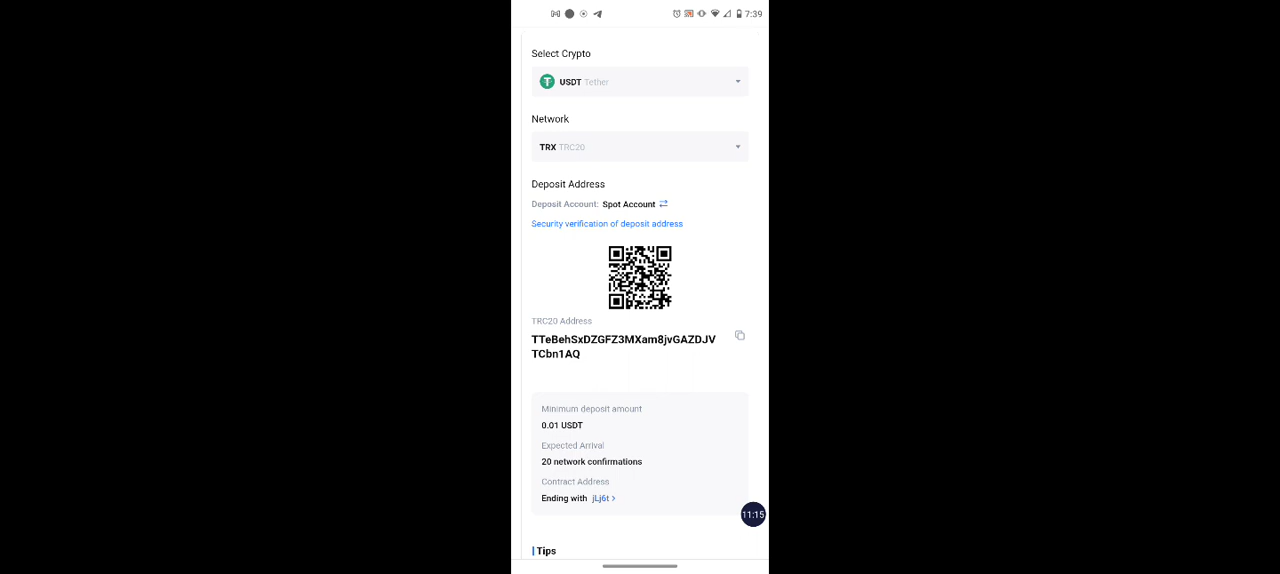 7:39
Select Crypto
USDT Tether
Network
TRX TRC20
Deposit Address
Deposit Account: Spot Account
Security verification of deposit address
TRC20 Address
TTeBehSxDZGFZ3MXam8jvGAZDJV
TCbn1AQ
Minimum deposit amount
0.01 USDT
Expected Arrival
20 network confirmations
Contract Address
Ending with jLj6t >
11:15
Tips